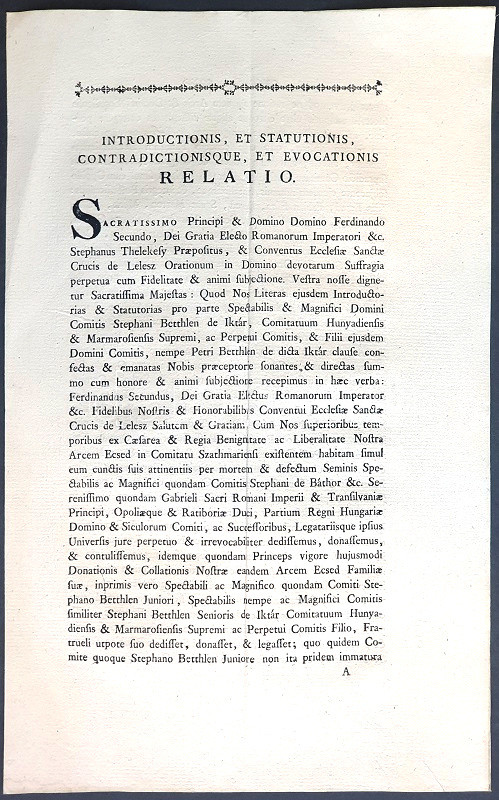 INTRODUCTIONIS, ET STATUTIONIS,
CONTRADICTIONISQUE, ET EVOCATIONIS
RELATIO.
SACRATISSIMO Principi & Domino Domino Ferdinando
Secundo, Dei Gratia Electo Romanorum Imperatori &c.
Stephanus Thelekeſy Præpoſitus, & Conventus Eccleſiæ Sanctæ
Crucis de Leleſz Orationum in Domino devotarum Suffragia
perpetua cum Fidelitate & animi ſubjectione. Veſtra noſſe digne-
tur Sacratiſſima Majeſtas: Quod Nos Literas ejusdem Introducto-
rias & Statutorias pro parte Spectabilis & Magnifici Domini
Comitis Stephani Betthlen de Iktár, Comitatuum Hunyadienſis
& Marmaroſienſis Supremi, ac Perpetui Comitis, & Filii ejusdem
Domini Comitis, nempe Petri Betthlen de dicta Iktár clauſe con-
fectas & emanatas Nobis præceptorie ſonantes, & directas ſum-
mo cum honore & animi ſubjectione recepimus in hæc verba:
Ferdinandus Secundus, Dei Gratia Electus Romanorum Imperator
&c. Fidelibus Noſtris & Honorabilibus Conventui Eccleſiæ Sanctæ
Crucis de Lelesz Salutem & Gratiam. Cum Nos ſuperioribus tem-
poribus ex Cæſarea & Regia Benignitate ac Liberalitate Noſtra
Arcem Ecsed in Comitatu Szathmarienſi exiſtentem habitam ſimul
cum cunctis ſuis attinentiis per mortem & defectum Seminis Spe-
ctabilis ac Magnifici quondam Comitis Stephani de Báthor &c. Se-
reniſſimo quondam Gabrieli Sacri Romani Imperii & Tranſilvaniæ
Principi, Opoliæque & Ratiboriæ Duci, Partium Regni Hungariæ
Domino & Siculorum Comiti, ac Succeſſoribus, Legatariisque ipſius
Univerſis jure perpetuo & irrevocabiliter dediſſemus, donaſſemus,
& contuliſſemus, idemque quondam Princeps vigore hujusmodi
Donationis & Collationis Noſtræ eandem Arcem Ecsed Familiæ
ſuæ, inprimis vero Spectabili ac Magnifico quondam Comiti Ste-
phano Betthlen Juniori, Spectabilis nempe ac Magnifici Comitis
ſimiliter Stephani Betthlen Senioris de Iktár Comitatuum Hunya-
dienſis & Marmaroſienſis Supremi ac Perpetui Comitis Filio, Fra-
trueli utpote ſuo dediſſet, donaſſet, & legaſſet; quo quidem Co-
mite quoque Stephano Betthlen Juniore non ita pridem immatura
A